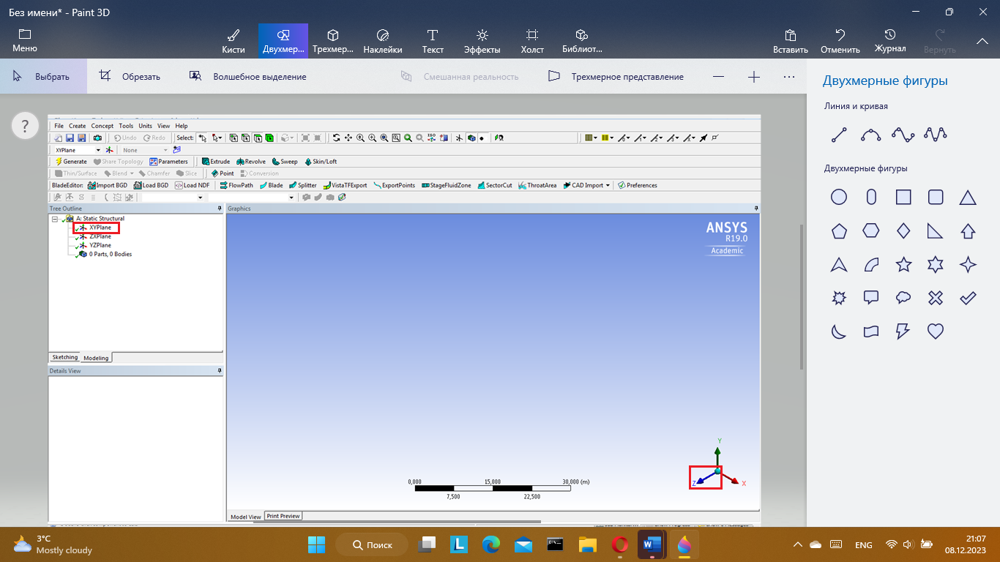 Без имени* - Paint 3D
Меню
Кисти
Двухмер...
Трехмер...
Наклейки
Текст
Эффекты
Холст
Библиот...
Вставить
Отменить
Журнал
Вернуть
Выбрать
Обрезать
Волшебное выделение
Смешанная реальность
Трехмерное представление
Двухмерные фигуры
Линия и кривая
Двухмерные фигуры
?
File Create Concept Tools Units View Help
Undo Redo Select:
XYPlane None
Generate Share Topology Parameters Extrude Revolve Sweep Skin/Loft
Thin/Surface Blend Chamfer Slice Point Conversion
BladeEditor: Import BGD Load BGD Load NDF FlowPath Blade Splitter VistaTFExport ExportPoints StageFluidZone SectorCut ThroatArea CAD Import Preferences
Tree Outline
Graphics
A: Static Structural
XYPlane
ZXPlane
YZPlane
0 Parts, 0 Bodies
Sketching Modeling
Details View
ANSYS
R19.0
Academic
Y
Z
X
0,000 15,000 30,000 (m)
7,500 22,500
Model View Print Preview
3°C
Mostly cloudy
Поиск
ENG
21:07
08.12.2023